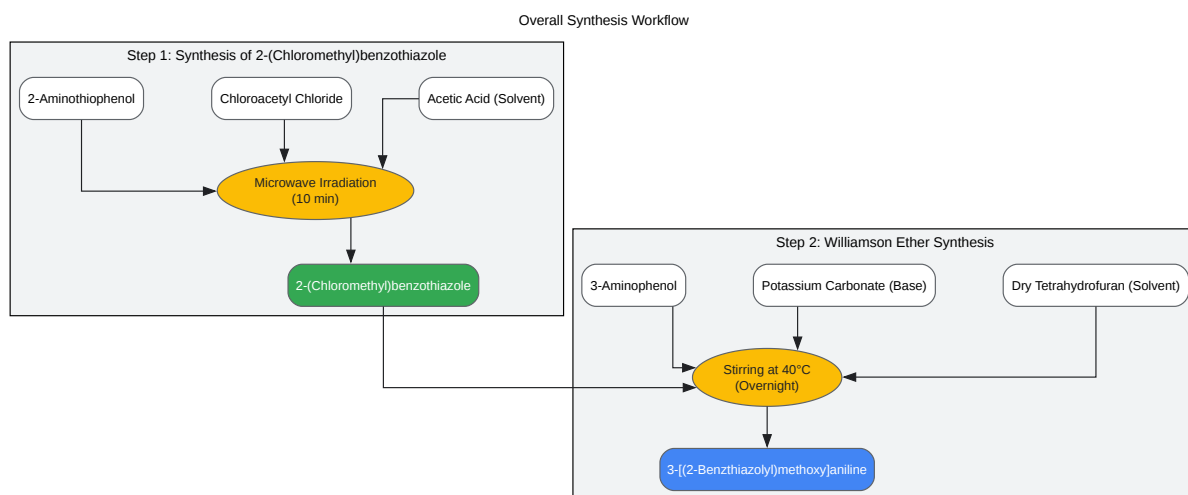 Overall Synthesis Workflow
Step 1: Synthesis of 2-(Chloromethyl)benzothiazole
2-Aminothiophenol
Chloroacetyl Chloride
Acetic Acid (Solvent)
Microwave Irradiation
(10 min)
2-(Chloromethyl)benzothiazole
Step 2: Williamson Ether Synthesis
3-Aminophenol
Potassium Carbonate (Base)
Dry Tetrahydrofuran (Solvent)
Stirring at 40°C
(Overnight)
3-[(2-Benzthiazolyl)methoxy]aniline